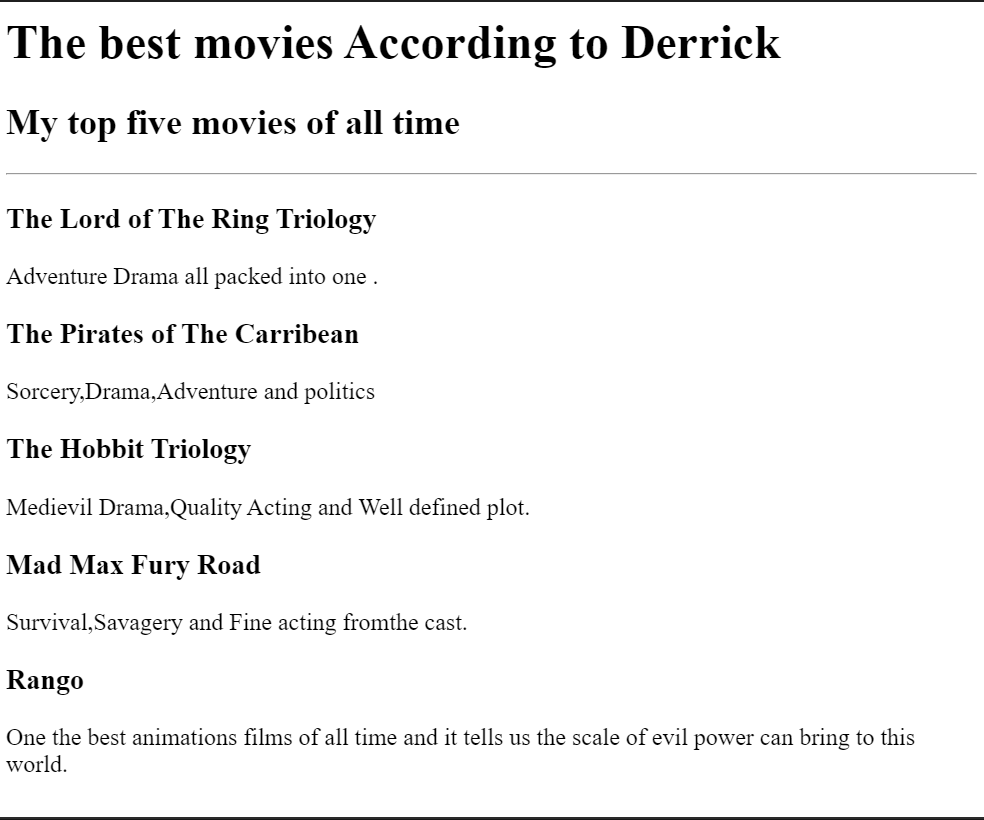 The best movies According to Derrick
My top five movies of all time
The Lord of The Ring Triology
Adventure Drama all packed into one .
The Pirates of The Carribean
Sorcery,Drama,Adventure and politics
The Hobbit Triology
Medievil Drama,Quality Acting and Well defined plot.
Mad Max Fury Road
Survival,Savagery and Fine acting fromthe cast.
Rango
One the best animations films of all time and it tells us the scale of evil power can bring to this
world.